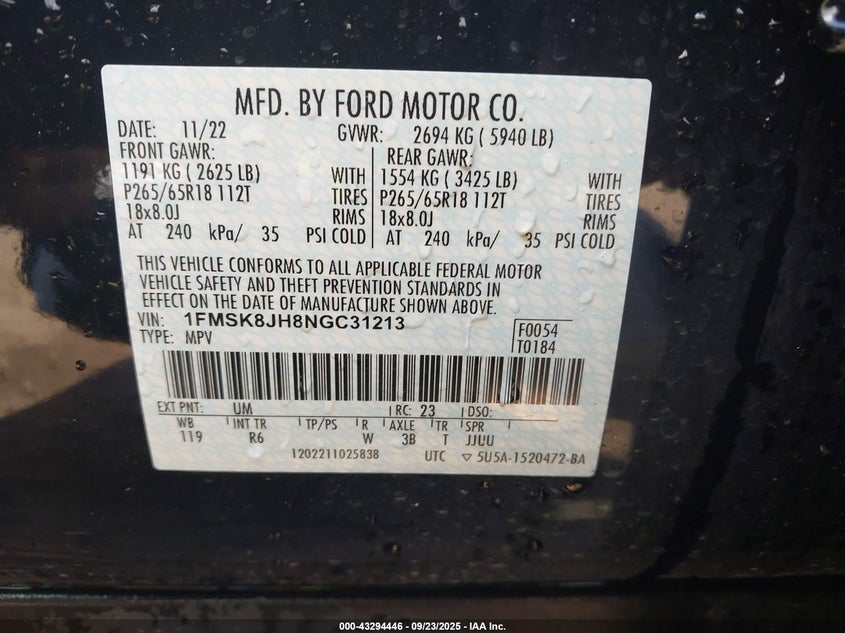 MFD. BY FORD MOTOR CO.
DATE: 11/22 GVWR: 2694 KG ( 5940 LB)
FRONT GAWR: REAR GAWR:
1191 KG ( 2625 LB) WITH 1554 KG ( 3425 LB) WITH
P265/65R18 112T TIRES P265/65R18 112T TIRES
18x8.0J RIMS 18x8.0J RIMS
AT 240 kPa/ 35 PSI COLD AT 240 kPa/ 35 PSI COLD
THIS VEHICLE CONFORMS TO ALL APPLICABLE FEDERAL MOTOR
VEHICLE SAFETY AND THEFT PREVENTION STANDARDS IN
EFFECT ON THE DATE OF MANUFACTURE SHOWN ABOVE.
VIN: 1FMSK8JH8NGC31213 F0054
TYPE: MPV T0184
EXT PNT: UM RC: 23 DSO:
WB INT TR TP/PS R AXLE TR SPR
119 R6 W 3B T JJUU
1202211025838 UTC ▽ 5U5A-1520472-BA
000-43294446 - 09/23/2025 - IAA Inc.